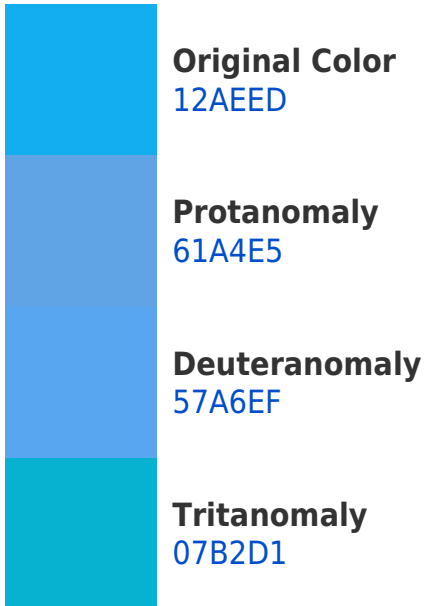 Original Color
12AEED
Protanomaly
61A4E5
Deuteranomaly
57A6EF
Tritanomaly
07B2D1